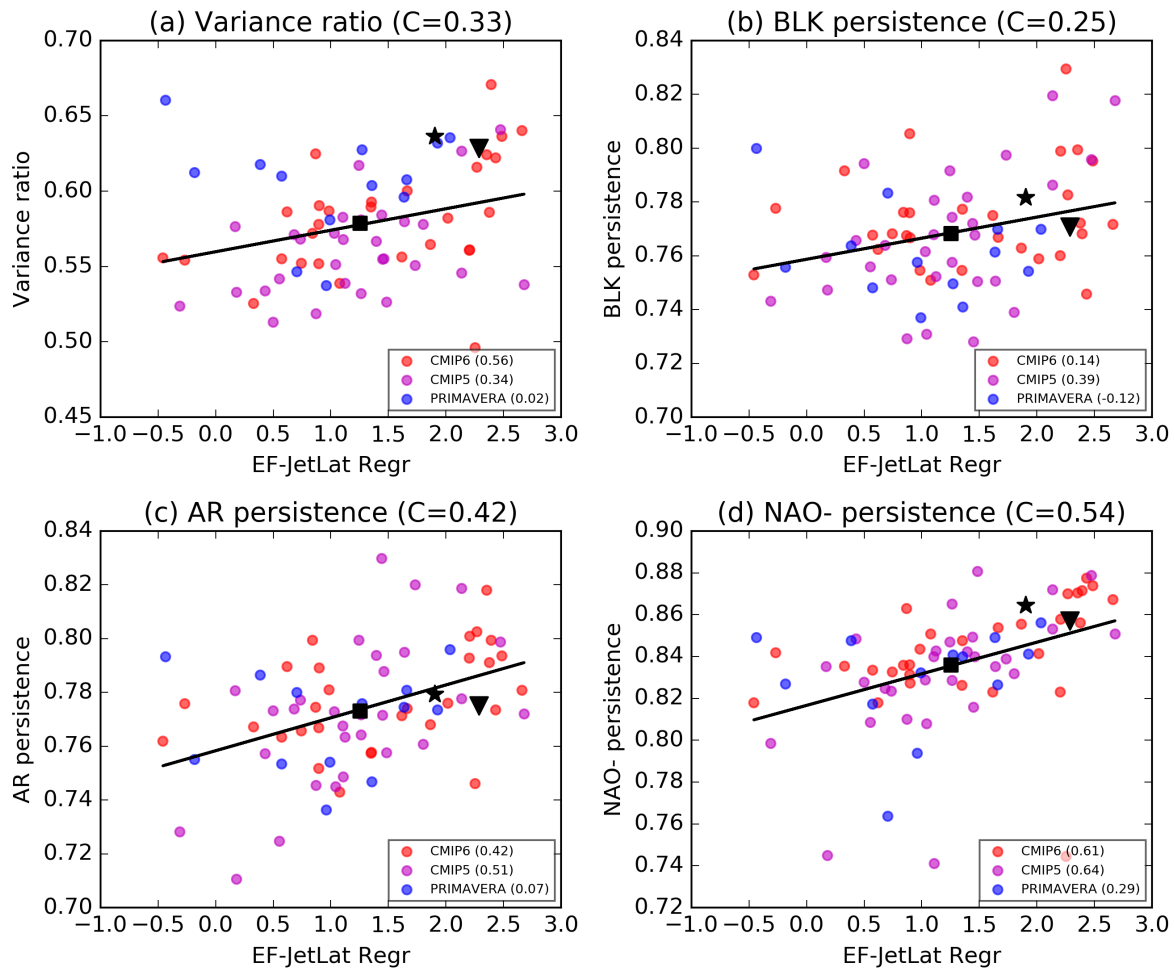 (a) Variance ratio (C=0.33)
0.70
0.65
0.60
0.55
0.50
0.45
Variance ratio
CMIP6 (0.56)
CMIP5 (0.34)
PRIMAVERA (0.02)
−1.0 −0.5 0.0 0.5 1.0 1.5 2.0 2.5 3.0
EF-JetLat Regr
(b) BLK persistence (C=0.25)
0.84
0.82
0.80
0.78
0.76
0.74
0.72
0.70
BLK persistence
CMIP6 (0.14)
CMIP5 (0.39)
PRIMAVERA (-0.12)
−1.0 −0.5 0.0 0.5 1.0 1.5 2.0 2.5 3.0
EF-JetLat Regr
(c) AR persistence (C=0.42)
0.84
0.82
0.80
0.78
0.76
0.74
0.72
0.70
AR persistence
CMIP6 (0.42)
CMIP5 (0.51)
PRIMAVERA (0.07)
−1.0 −0.5 0.0 0.5 1.0 1.5 2.0 2.5 3.0
EF-JetLat Regr
(d) NAO- persistence (C=0.54)
0.90
0.88
0.86
0.84
0.82
0.80
0.78
0.76
0.74
0.72
NAO- persistence
CMIP6 (0.61)
CMIP5 (0.64)
PRIMAVERA (0.29)
−1.0 −0.5 0.0 0.5 1.0 1.5 2.0 2.5 3.0
EF-JetLat Regr